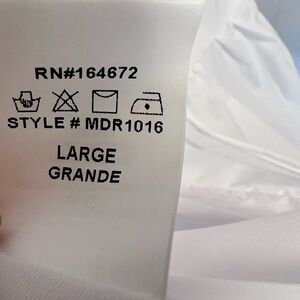 RN#164672
STYLE # MDR1016
LARGE
GRANDE